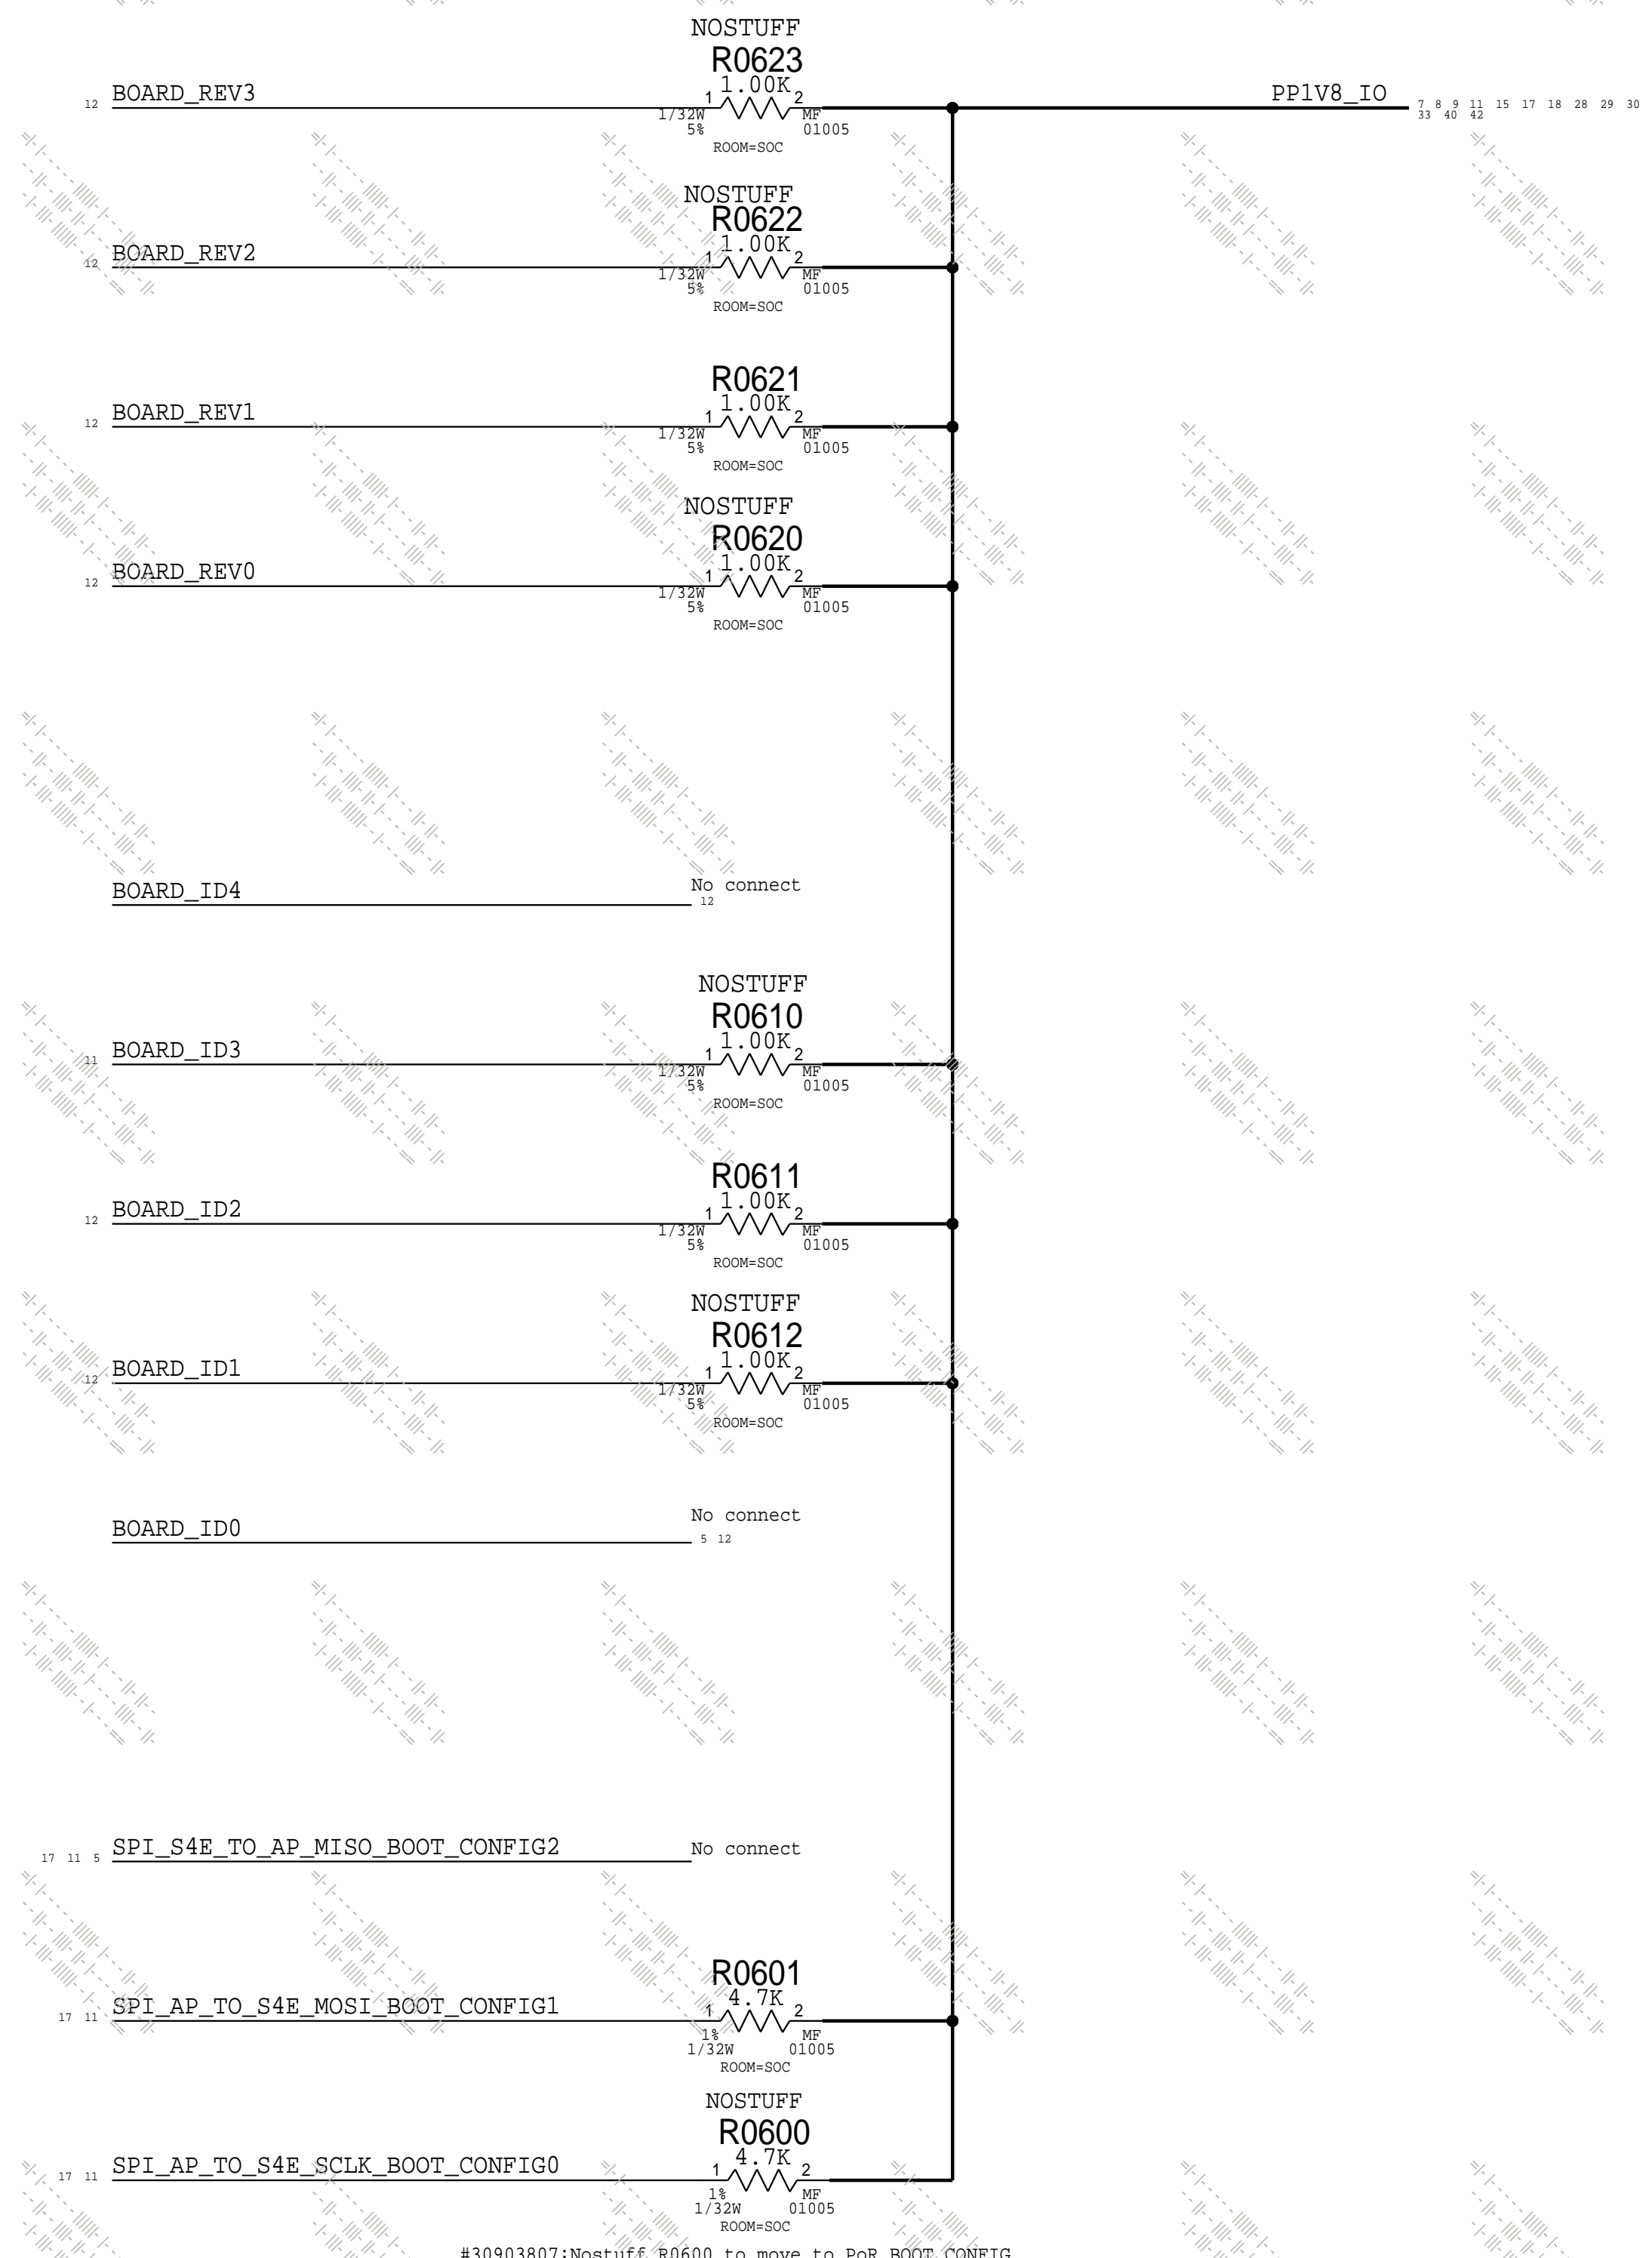 NOSTUFF
R0623
1.00K
12 BOARD_REV3 1 2 PP1V8_IO 7 8 9 11 15 17 18 28 29 30
33 40 42
1/32W MF
5% 01005
ROOM=SOC
NOSTUFF
R0622
1.00K
12 BOARD_REV2 1 2
1/32W MF
5% 01005
ROOM=SOC
R0621
1.00K
12 BOARD_REV1 1 2
1/32W MF
5% 01005
ROOM=SOC
NOSTUFF
R0620
1.00K
12 BOARD_REV0 1 2
1/32W MF
5% 01005
ROOM=SOC
BOARD_ID4 No connect
12
NOSTUFF
R0610
1.00K
11 BOARD_ID3 1 2
1/32W MF
5% 01005
ROOM=SOC
R0611
1.00K
12 BOARD_ID2 1 2
1/32W MF
5% 01005
ROOM=SOC
NOSTUFF
R0612
1.00K
12 BOARD_ID1 1 2
1/32W MF
5% 01005
ROOM=SOC
BOARD_ID0 No connect
5 12
17 11 5 SPI_S4E_TO_AP_MISO_BOOT_CONFIG2 No connect
R0601
4.7K
17 11 SPI_AP_TO_S4E_MOSI_BOOT_CONFIG1 1 2
1% MF
1/32W 01005
ROOM=SOC
NOSTUFF
R0600
4.7K
17 11 SPI_AP_TO_S4E_SCLK_BOOT_CONFIG0 1 2
1% MF
1/32W 01005
ROOM=SOC
#30903807:Nostuff R0600 to move to PoR BOOT_CONFIG